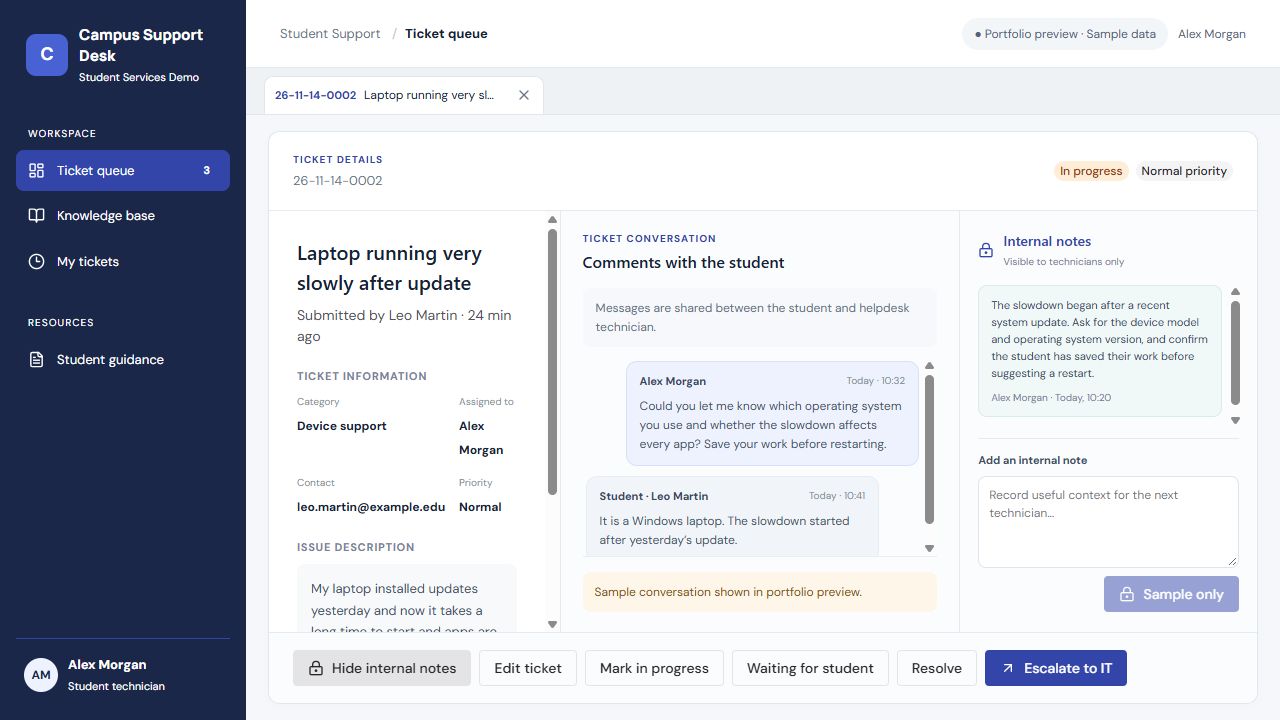 C
Campus Support
Desk
Student Services Demo
WORKSPACE
Ticket queue 3
Knowledge base
My tickets
RESOURCES
Student guidance
AM
Alex Morgan
Student technician
Student Support / Ticket queue
● Portfolio preview · Sample data
Alex Morgan
26-11-14-0002 Laptop running very sl...
TICKET DETAILS
26-11-14-0002
In progress
Normal priority
Laptop running very
slowly after update
Submitted by Leo Martin · 24 min
ago
TICKET INFORMATION
Category
Device support
Assigned to
Alex
Morgan
Contact
leo.martin@example.edu
Priority
Normal
ISSUE DESCRIPTION
My laptop installed updates
yesterday and now it takes a
long time to start and apps are
TICKET CONVERSATION
Comments with the student
Messages are shared between the student and helpdesk
technician.
Alex Morgan Today · 10:32
Could you let me know which operating system
you use and whether the slowdown affects
every app? Save your work before restarting.
Student · Leo Martin Today · 10:41
It is a Windows laptop. The slowdown started
after yesterday’s update.
Sample conversation shown in portfolio preview.
Internal notes
Visible to technicians only
The slowdown began after a recent
system update. Ask for the device model
and operating system version, and confirm
the student has saved their work before
suggesting a restart.
Alex Morgan · Today, 10:20
Add an internal note
Record useful context for the next
technician…
Sample only
Hide internal notes
Edit ticket
Mark in progress
Waiting for student
Resolve
Escalate to IT